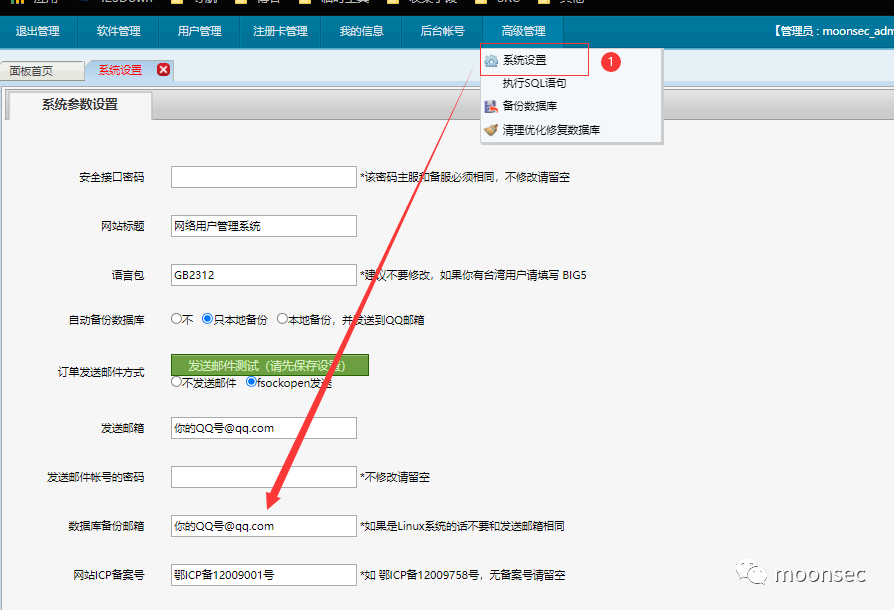 退出管理 软件管理 用户管理 注册卡管理 我的信息 后台帐号 高级管理 【管理员 : moonsec_adm
系统设置 1
执行SQL语句
备份数据库
清理优化修复数据库
面板首页 系统设置
系统参数设置
安全接口密码 *该密码主服和备服必须相同，不修改请留空
网站标题 网络用户管理系统
语言包 GB2312 *建议不要修改，如果你有台湾用户请填写 BIG5
自动备份数据库 不 只本地备份 本地备份，并发送到QQ邮箱
订单发送邮件方式 发送邮件测试（请先保存设置）
不发送邮件 fsockopen发送
发送邮箱 你的QQ号@qq.com
发送邮件帐号的密码 *不修改请留空
数据库备份邮箱 你的QQ号@qq.com *如果是Linux系统的话不要和发送邮箱相同
网站ICP备案号 鄂ICP备12009001号 *如 鄂ICP备12009758号，无备案号请留空
moonsec